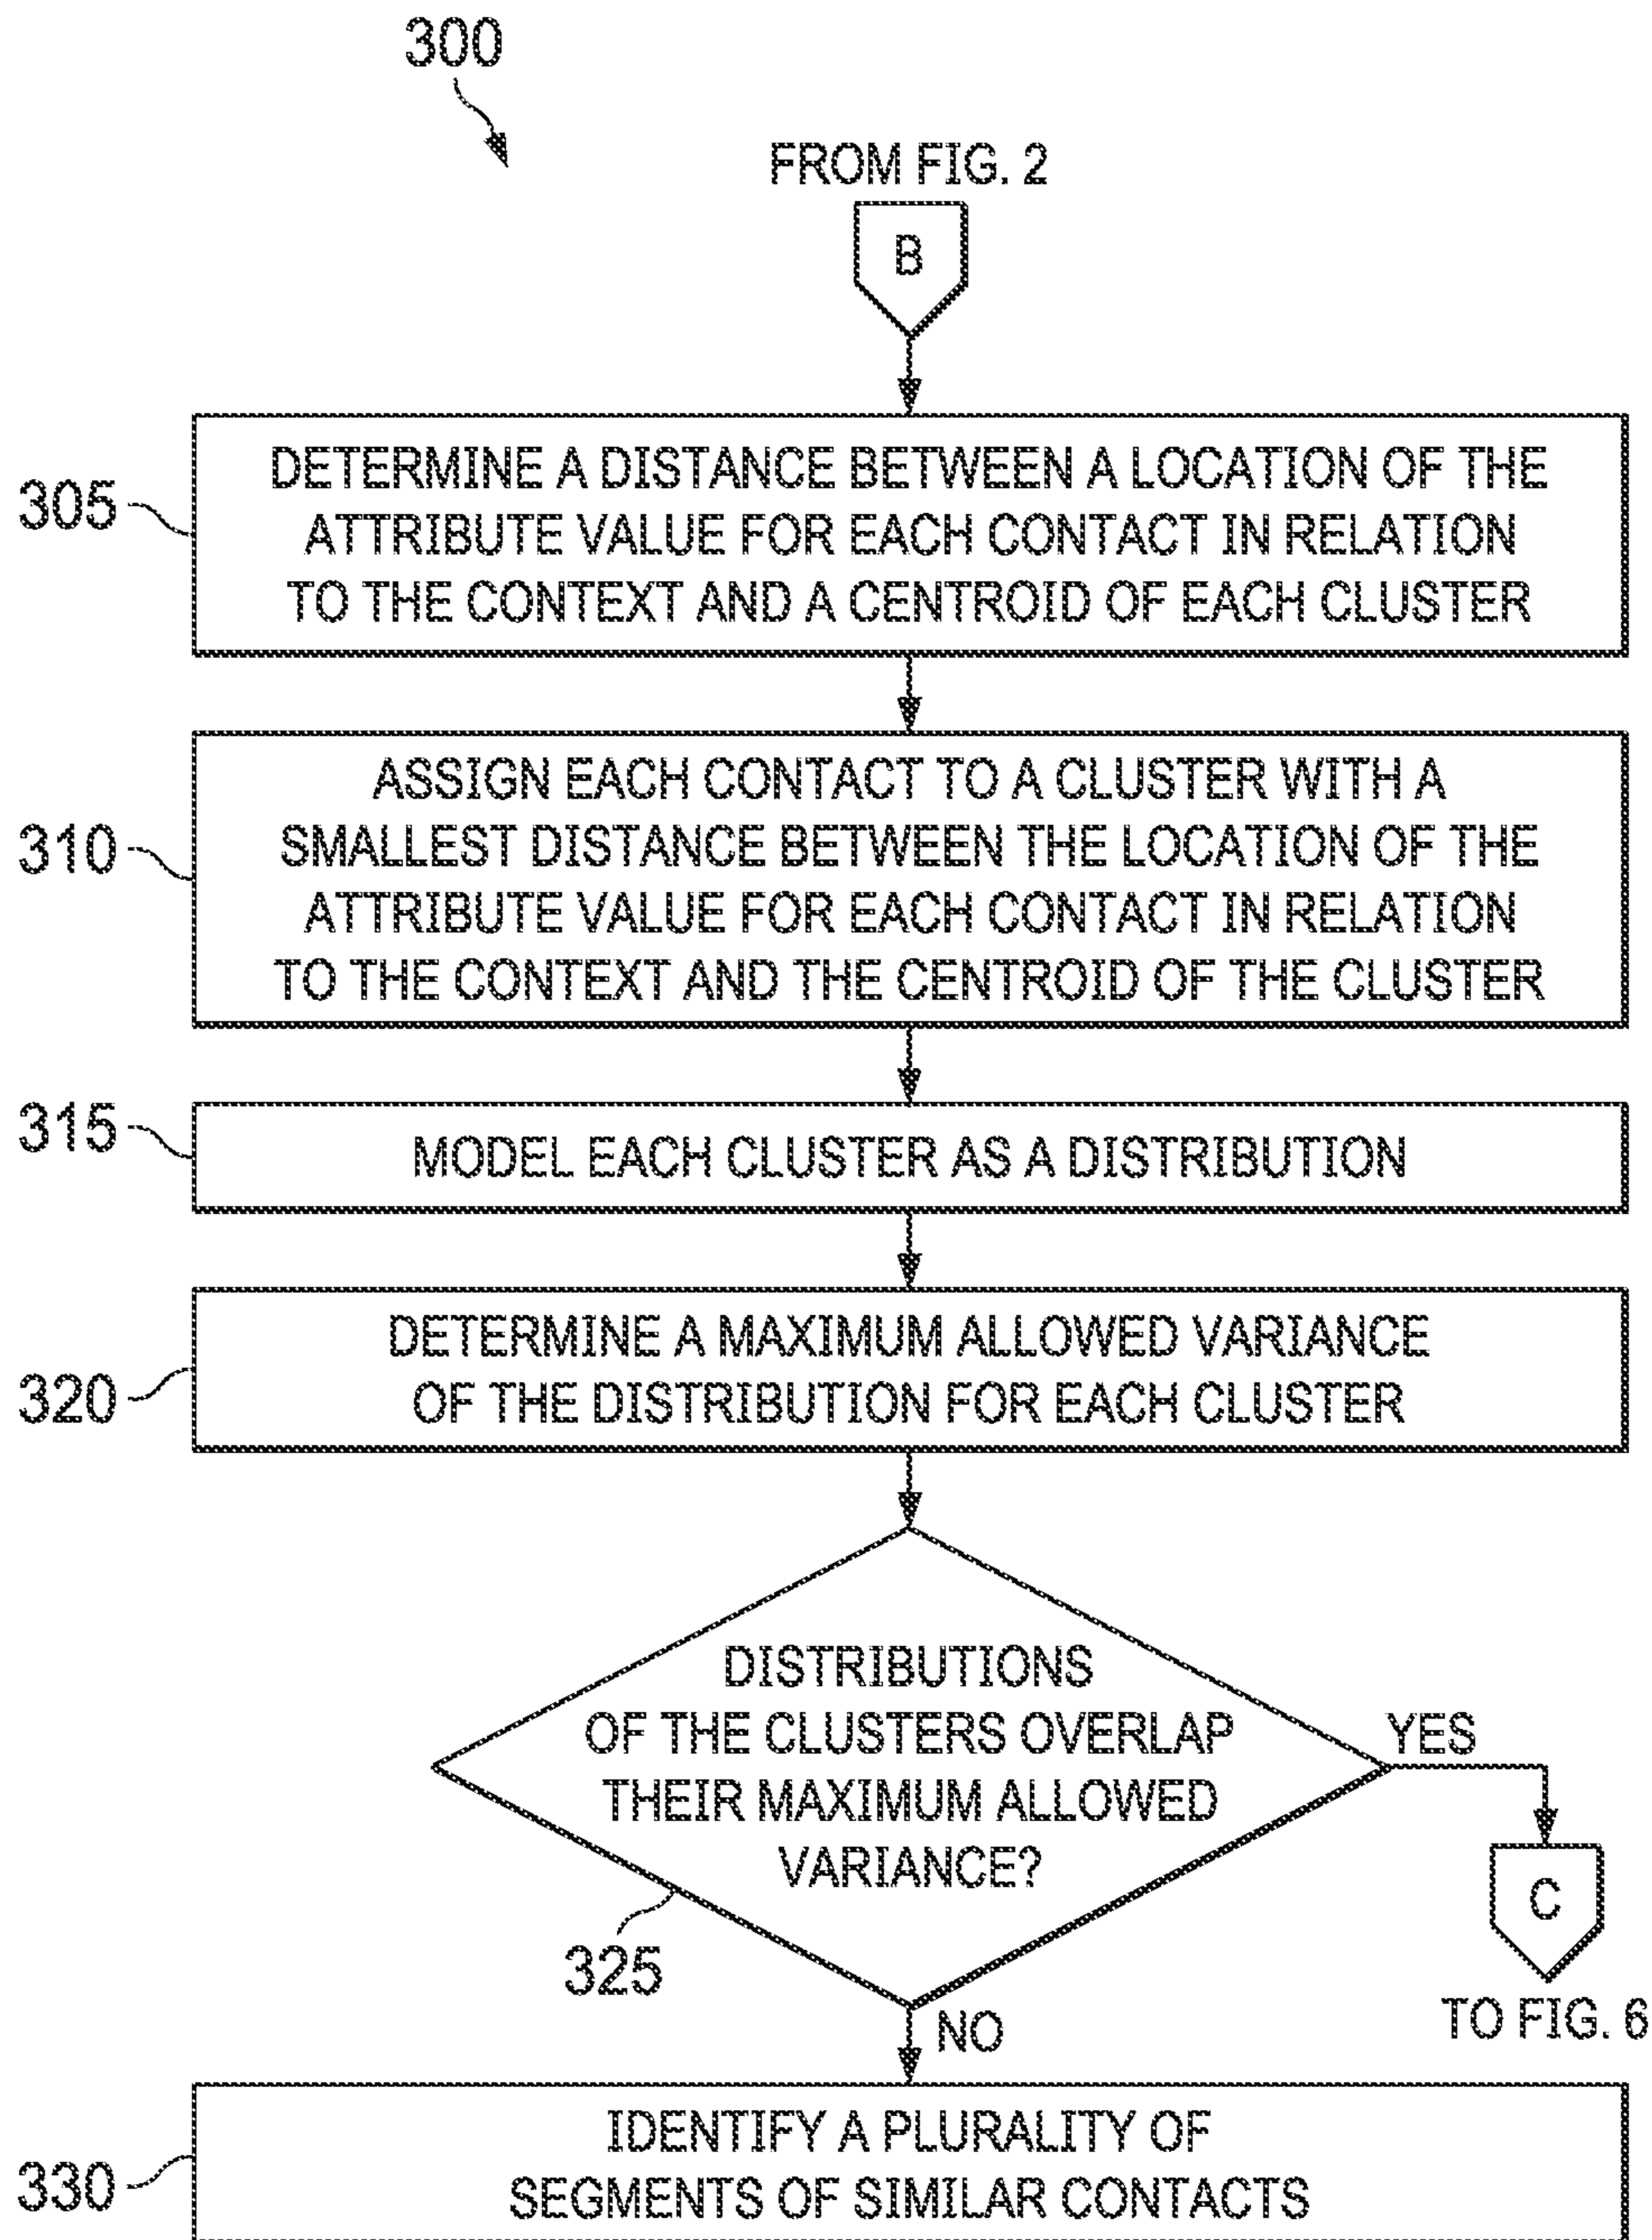 300
FROM FIG. 2
B
305
DETERMINE A DISTANCE BETWEEN A LOCATION OF THE
ATTRIBUTE VALUE FOR EACH CONTACT IN RELATION
TO THE CONTEXT AND A CENTROID OF EACH CLUSTER
310
ASSIGN EACH CONTACT TO A CLUSTER WITH A
SMALLEST DISTANCE BETWEEN THE LOCATION OF THE
ATTRIBUTE VALUE FOR EACH CONTACT IN RELATION
TO THE CONTEXT AND THE CENTROID OF THE CLUSTER
315
MODEL EACH CLUSTER AS A DISTRIBUTION
320
DETERMINE A MAXIMUM ALLOWED VARIANCE
OF THE DISTRIBUTION FOR EACH CLUSTER
DISTRIBUTIONS
OF THE CLUSTERS OVERLAP
THEIR MAXIMUM ALLOWED
VARIANCE?
325
YES
C
TO FIG. 6
NO
330
IDENTIFY A PLURALITY OF
SEGMENTS OF SIMILAR CONTACTS